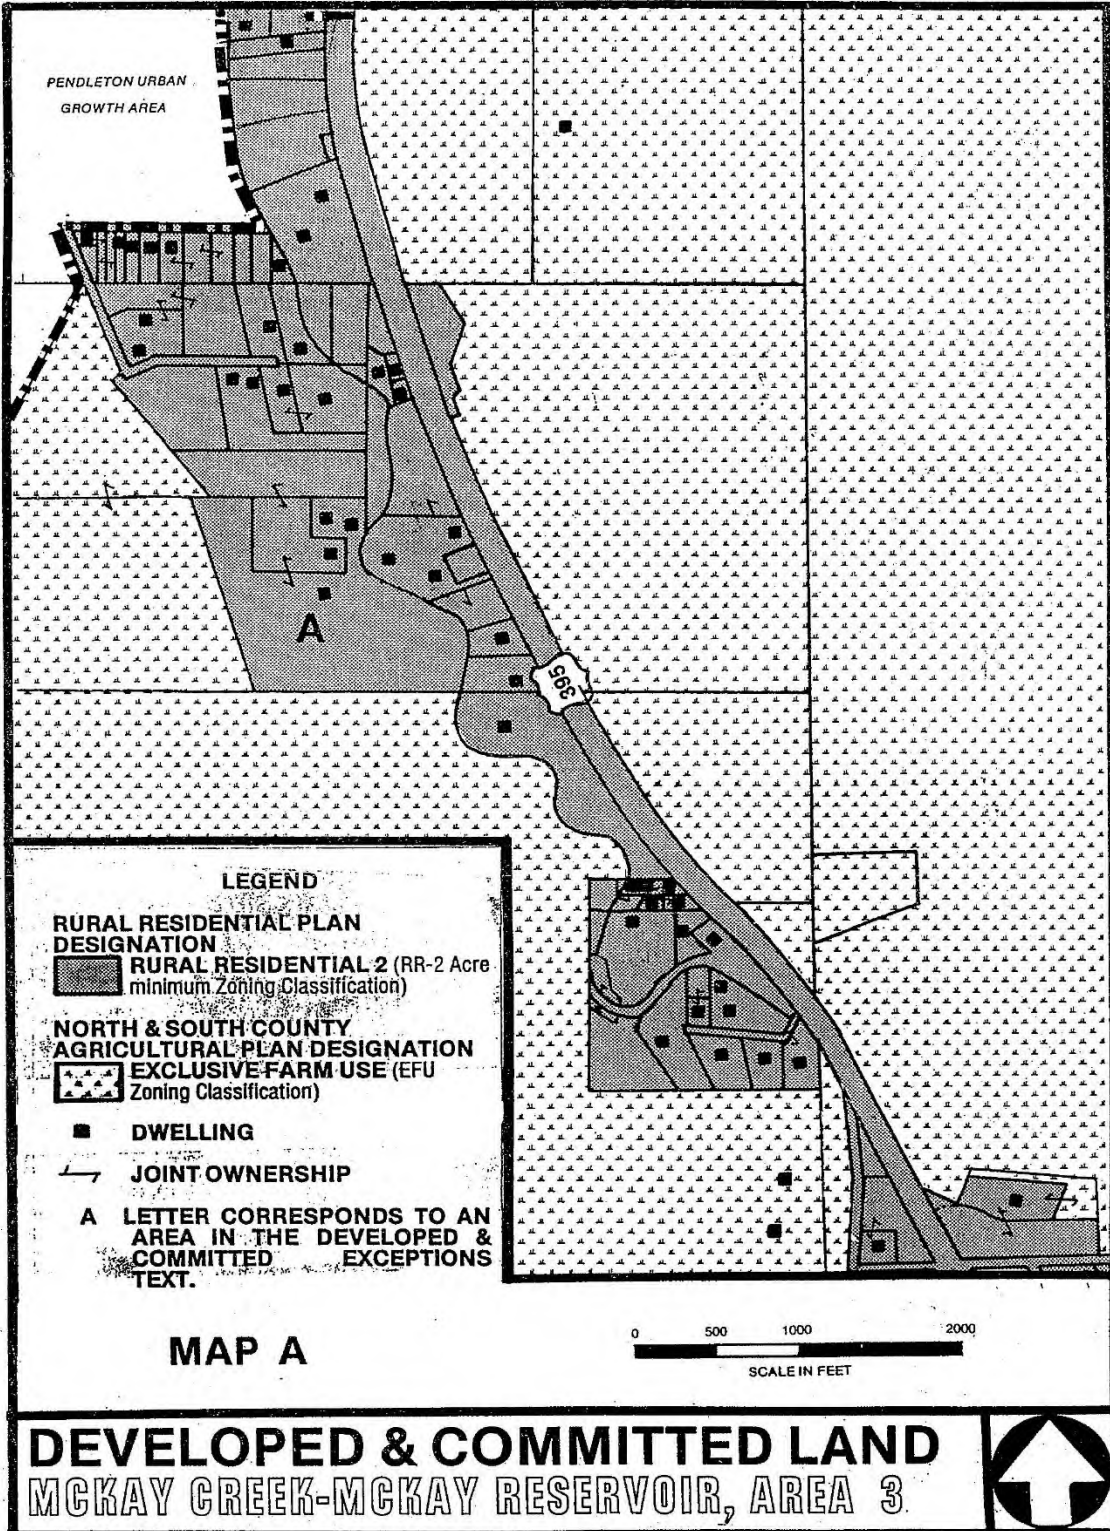 PENDLETON URBAN
GROWTH AREA
A
395
LEGEND
RURAL RESIDENTIAL PLAN
DESIGNATION
RURAL RESIDENTIAL 2 (RR-2 Acre
minimum Zoning Classification)
NORTH & SOUTH COUNTY
AGRICULTURAL PLAN DESIGNATION
EXCLUSIVE FARM USE (EFU
Zoning Classification)
DWELLING
JOINT OWNERSHIP
A LETTER CORRESPONDS TO AN
AREA IN THE DEVELOPED &
COMMITTED EXCEPTIONS
TEXT.
MAP A
0 500 1000 2000
SCALE IN FEET
DEVELOPED & COMMITTED LAND
MCKAY CREEK-MCKAY RESERVOIR, AREA 3